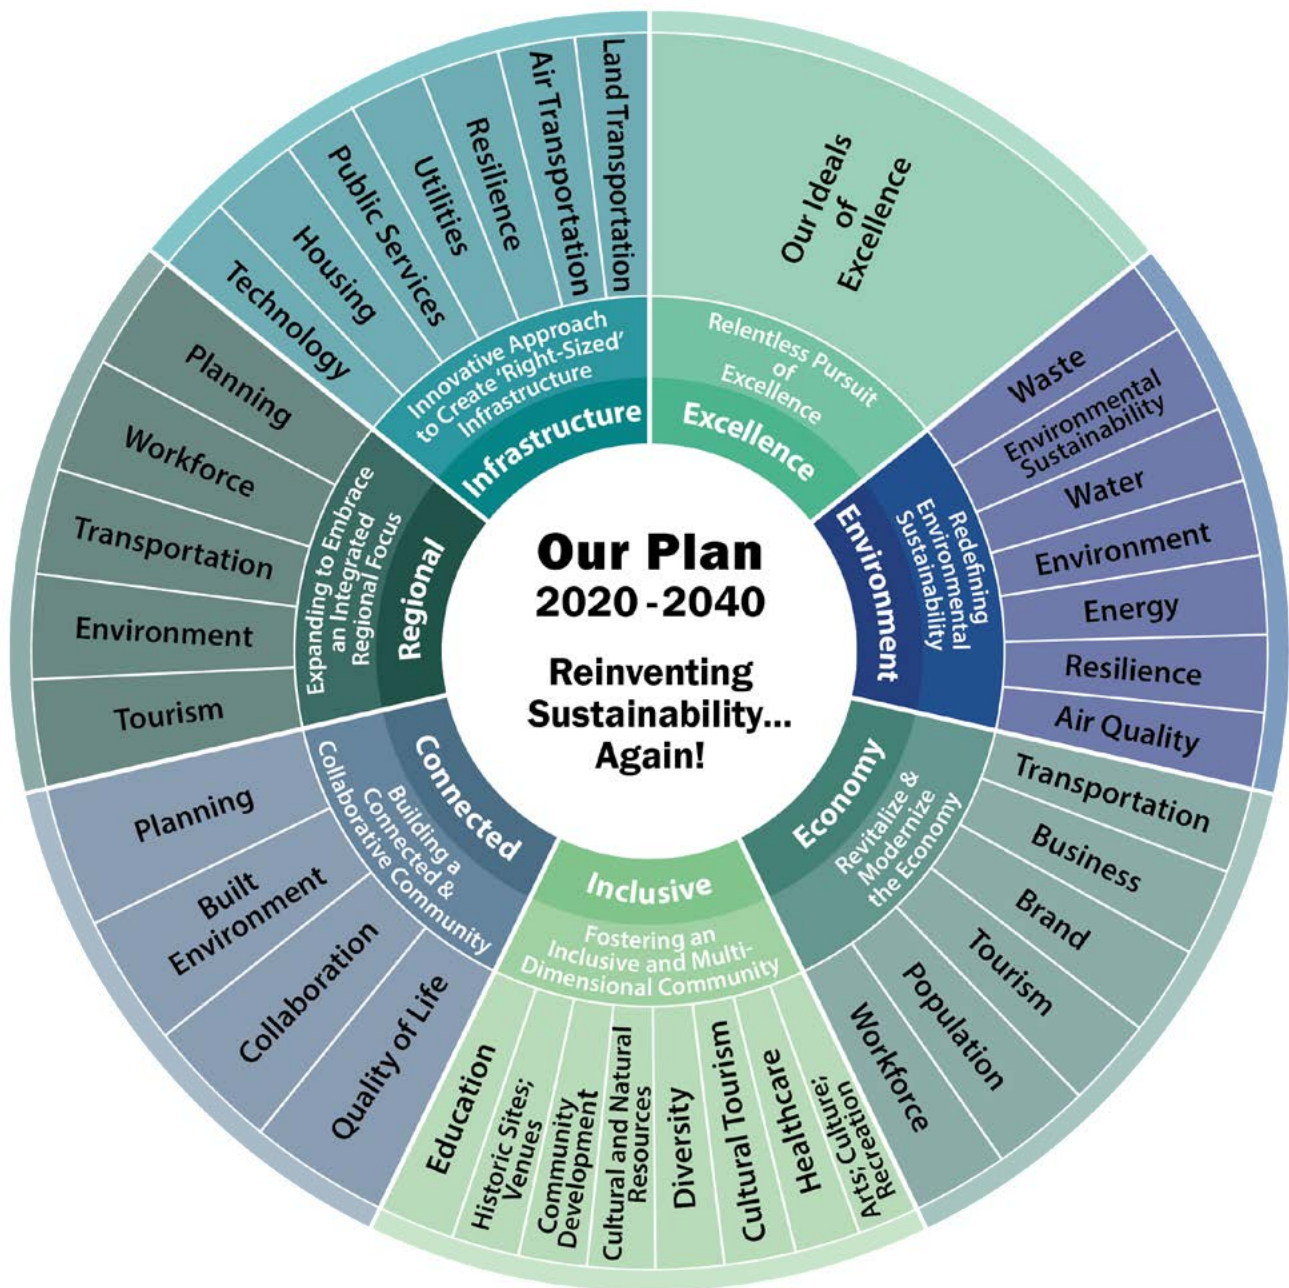 Our Plan
2020 - 2040
Reinventing
Sustainability...
Again!
Excellence
Relentless Pursuit
of
Excellence
Our Ideals
of
Excellence
Environment
Redefining
Environmental
Sustainability
Waste
Environmental
Sustainability
Water
Environment
Energy
Resilience
Air Quality
Economy
Revitalize &
Modernize
the Economy
Transportation
Business
Brand
Tourism
Population
Workforce
Inclusive
Fostering an
Inclusive and Multi-
Dimensional Community
Arts; Culture;
Recreation
Healthcare
Cultural Tourism
Diversity
Cultural and Natural
Resources
Community
Development
Historic Sites;
Venues
Education
Connected
Building a
Connected &
Collaborative Community
Quality of Life
Collaboration
Built
Environment
Planning
Regional
Expanding to Embrace
an Integrated
Regional Focus
Tourism
Environment
Transportation
Workforce
Planning
Infrastructure
Innovative Approach
to Create 'Right-Sized'
Infrastructure
Technology
Housing
Public Services
Utilities
Resilience
Air Transportation
Land Transportation